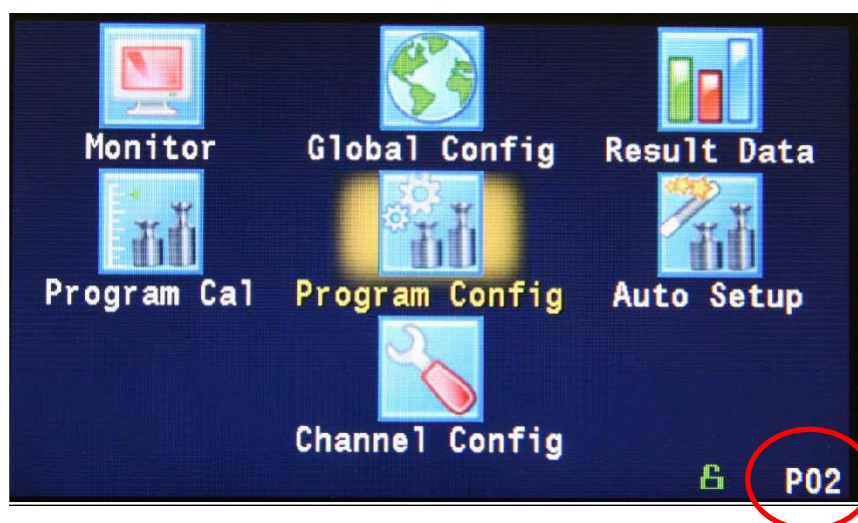 Monitor Global Config Result Data
Program Cal Program Config Auto Setup
Channel Config
P02